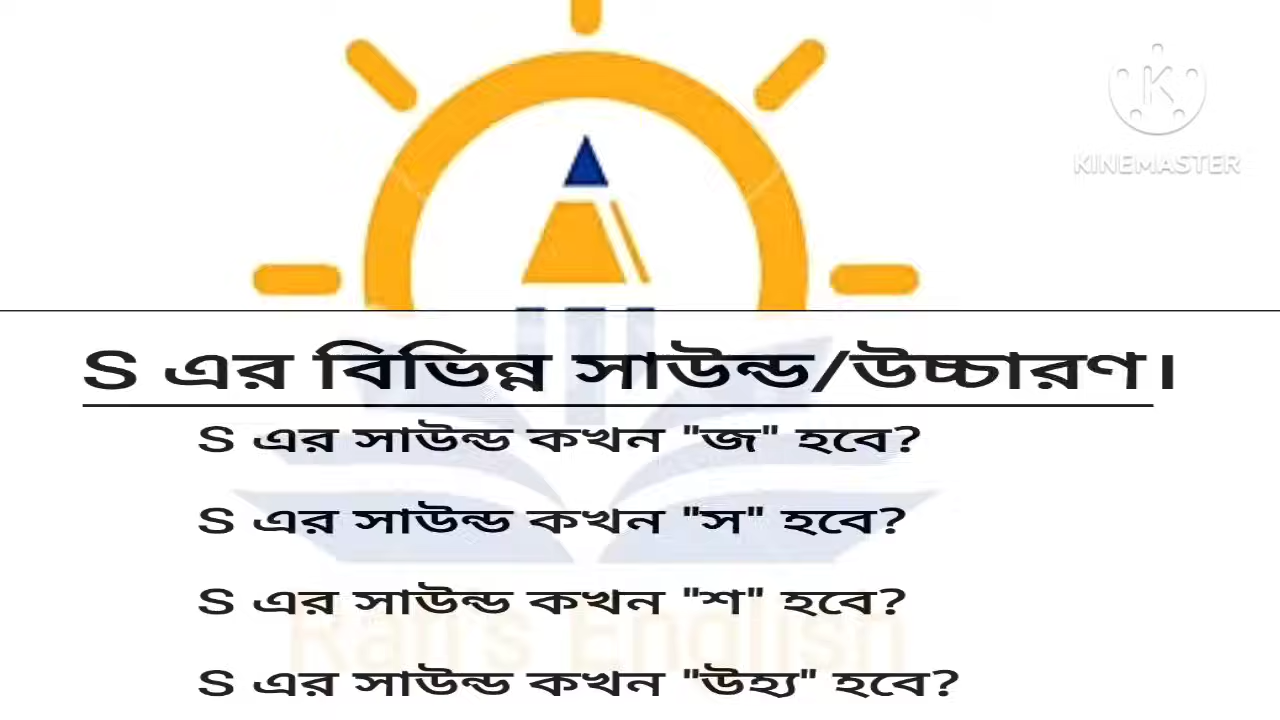 KINEMASTER
S এর বিভিন্ন সাউন্ড/উচ্চারণ।
S এর সাউন্ড কখন "জ" হবে?
S এর সাউন্ড কখন "স" হবে?
S এর সাউন্ড কখন "শ" হবে?
English
S এর সাউন্ড কখন "উহ্য" হবে?